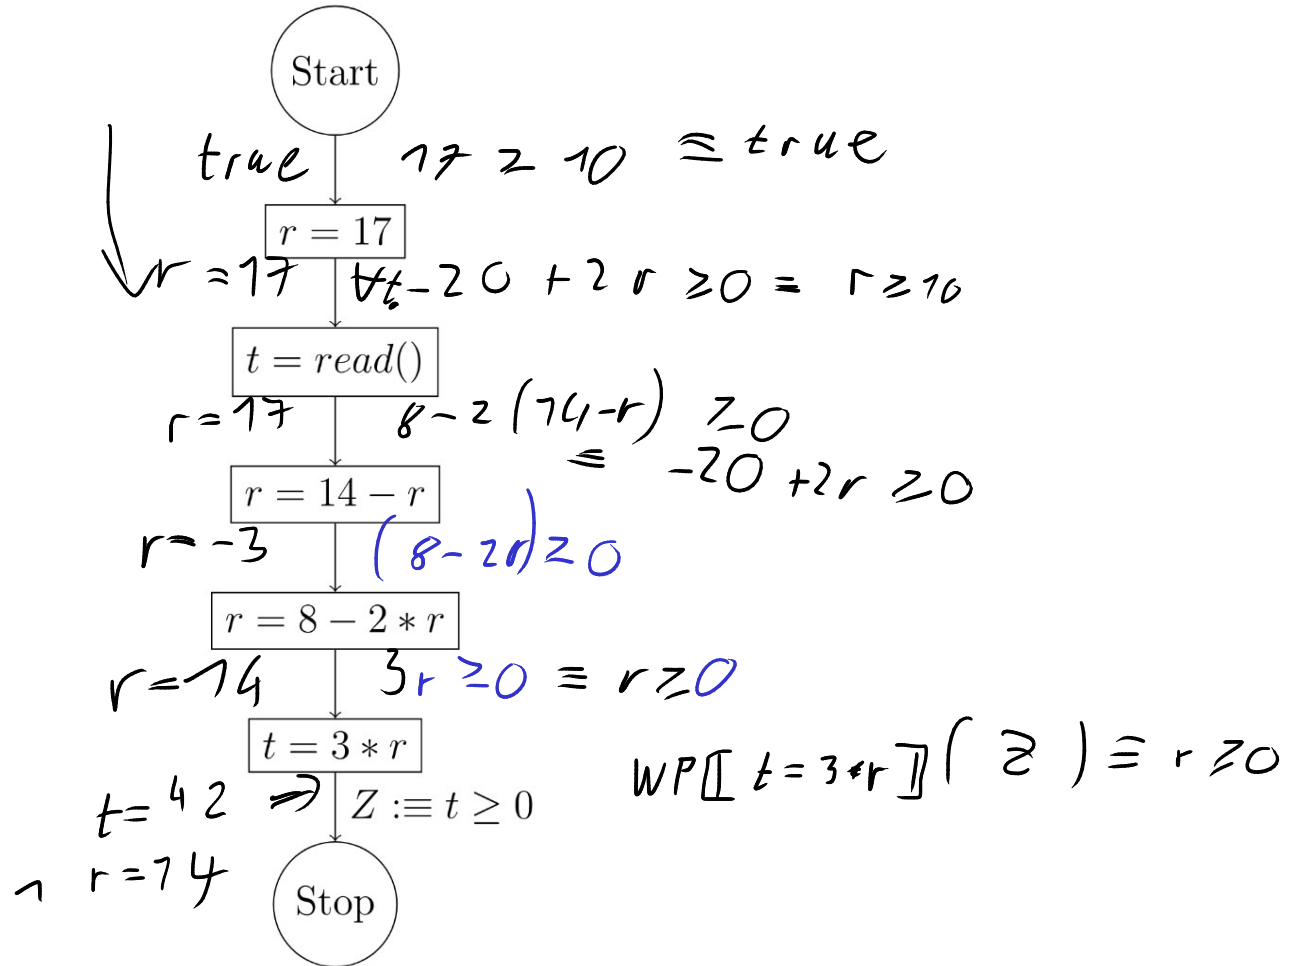 Start
true 17 ≥ 10 ≡ true
r = 17
r = 17 ∀t. -20 + 2r ≥ 0 ≡ r ≥ 10
t = read()
r = 17 8 - 2(14 - r) ≥ 0
≡ -20 + 2r ≥ 0
r = 14 − r
r = -3 (8 - 2r) ≥ 0
r = 8 − 2 ∗ r
r = 14 3r ≥ 0 ≡ r ≥ 0
t = 3 ∗ r
WP⟦ t = 3 * r ⟧( Z ) ≡ r ≥ 0
t = 42 ⇒ Z :≡ t ≥ 0
∧ r = 14
Stop